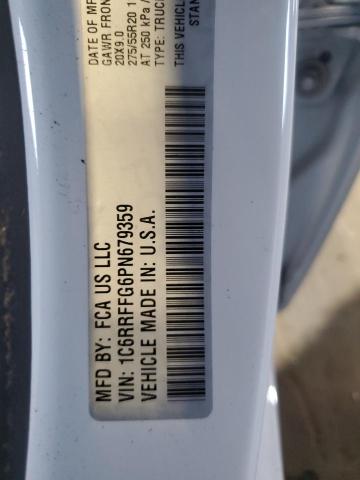 DATE OF MF
GAWR FRON
20X9.0
275/55R20 1
AT 250 kPa /
TYPE: TRUC
THIS VEHICLE
STAN
MFD BY: FCA US LLC
VIN: 1C6RRFFG6PN679359
VEHICLE MADE IN: U.S.A.